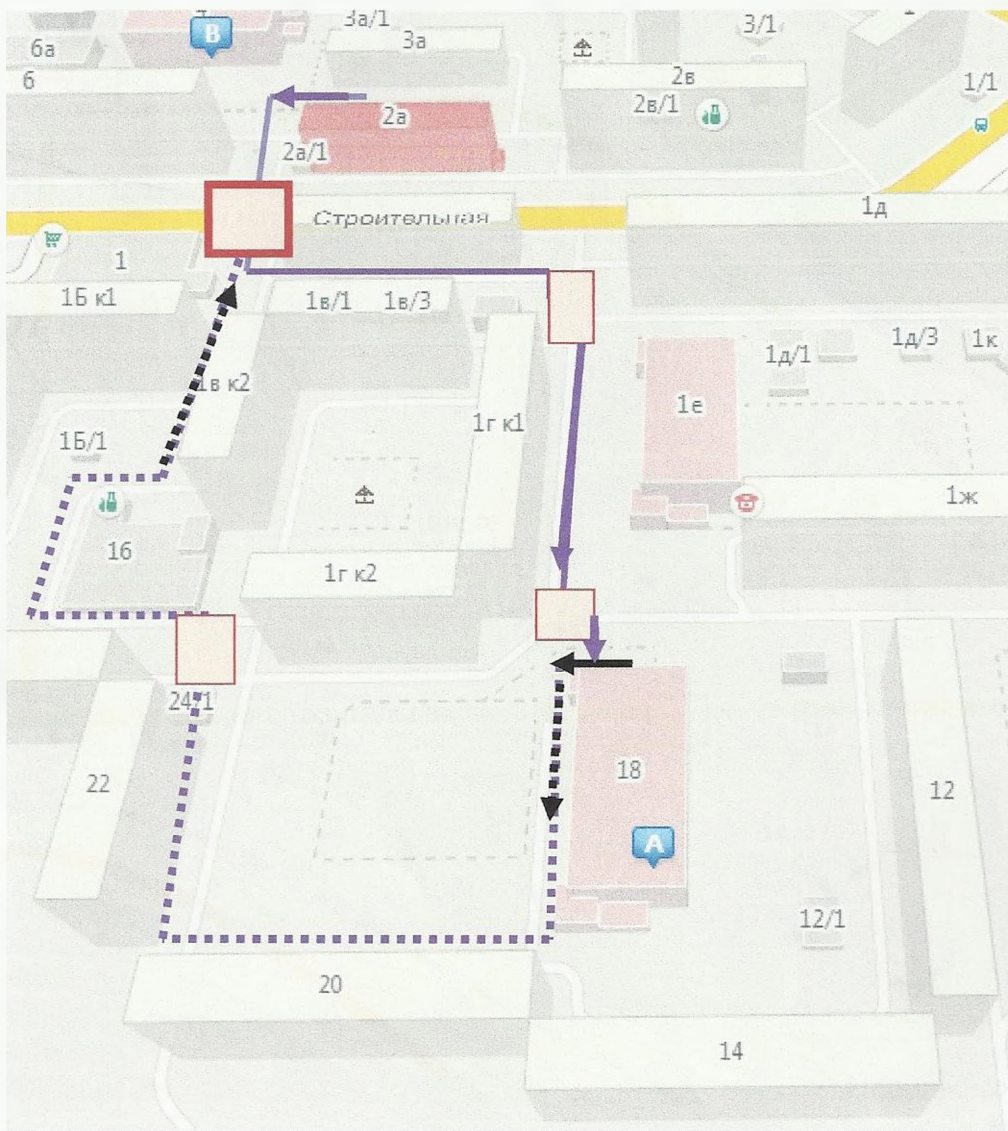 3а/1
3/1
6а
В
3а
6
2в
1/1
2в/1
2а
2а/1
1д
Строительная
1
1Б к1
1в/1
1в/3
1д/1
1д/3
1к
1в к2
1е
1г к1
1Б/1
1ж
16
1г к2
24/1
18
22
12
А
12/1
20
14